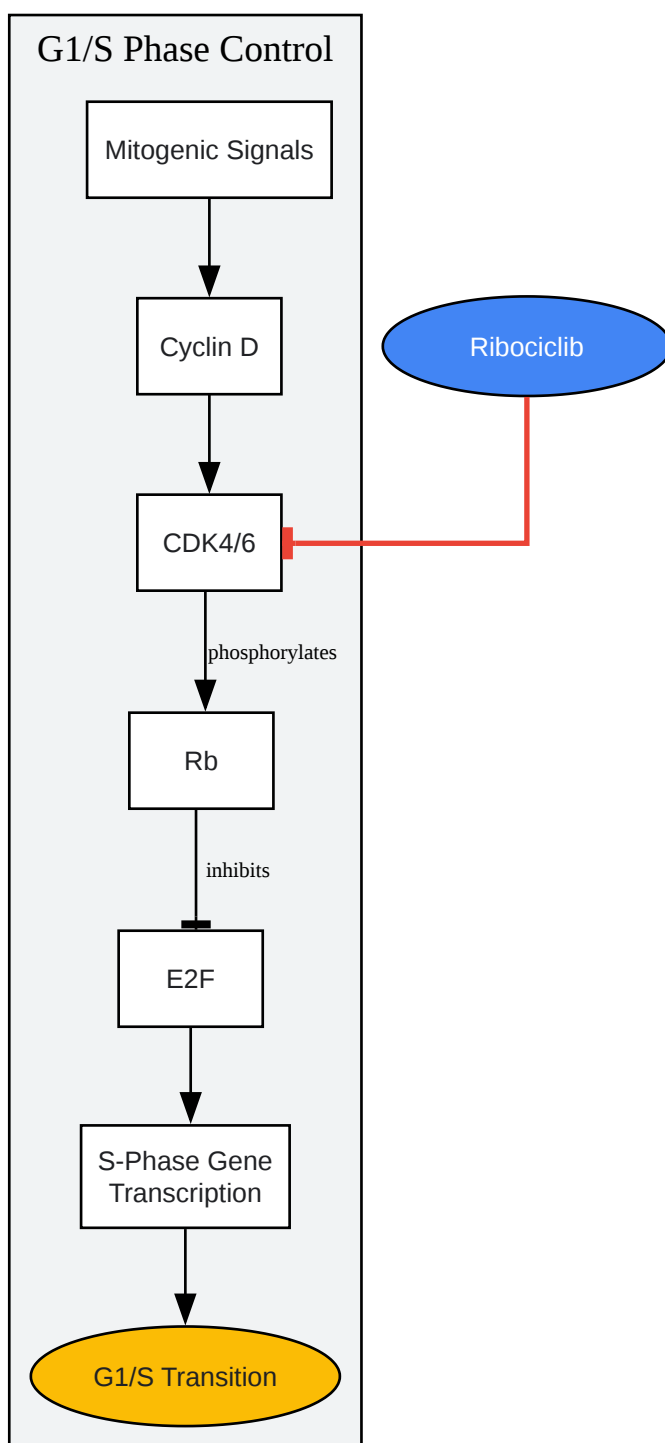 G1/S Phase Control
Mitogenic Signals
Cyclin D
Ribociclib
CDK4/6
phosphorylates
Rb
inhibits
E2F
S-Phase Gene
Transcription
G1/S Transition